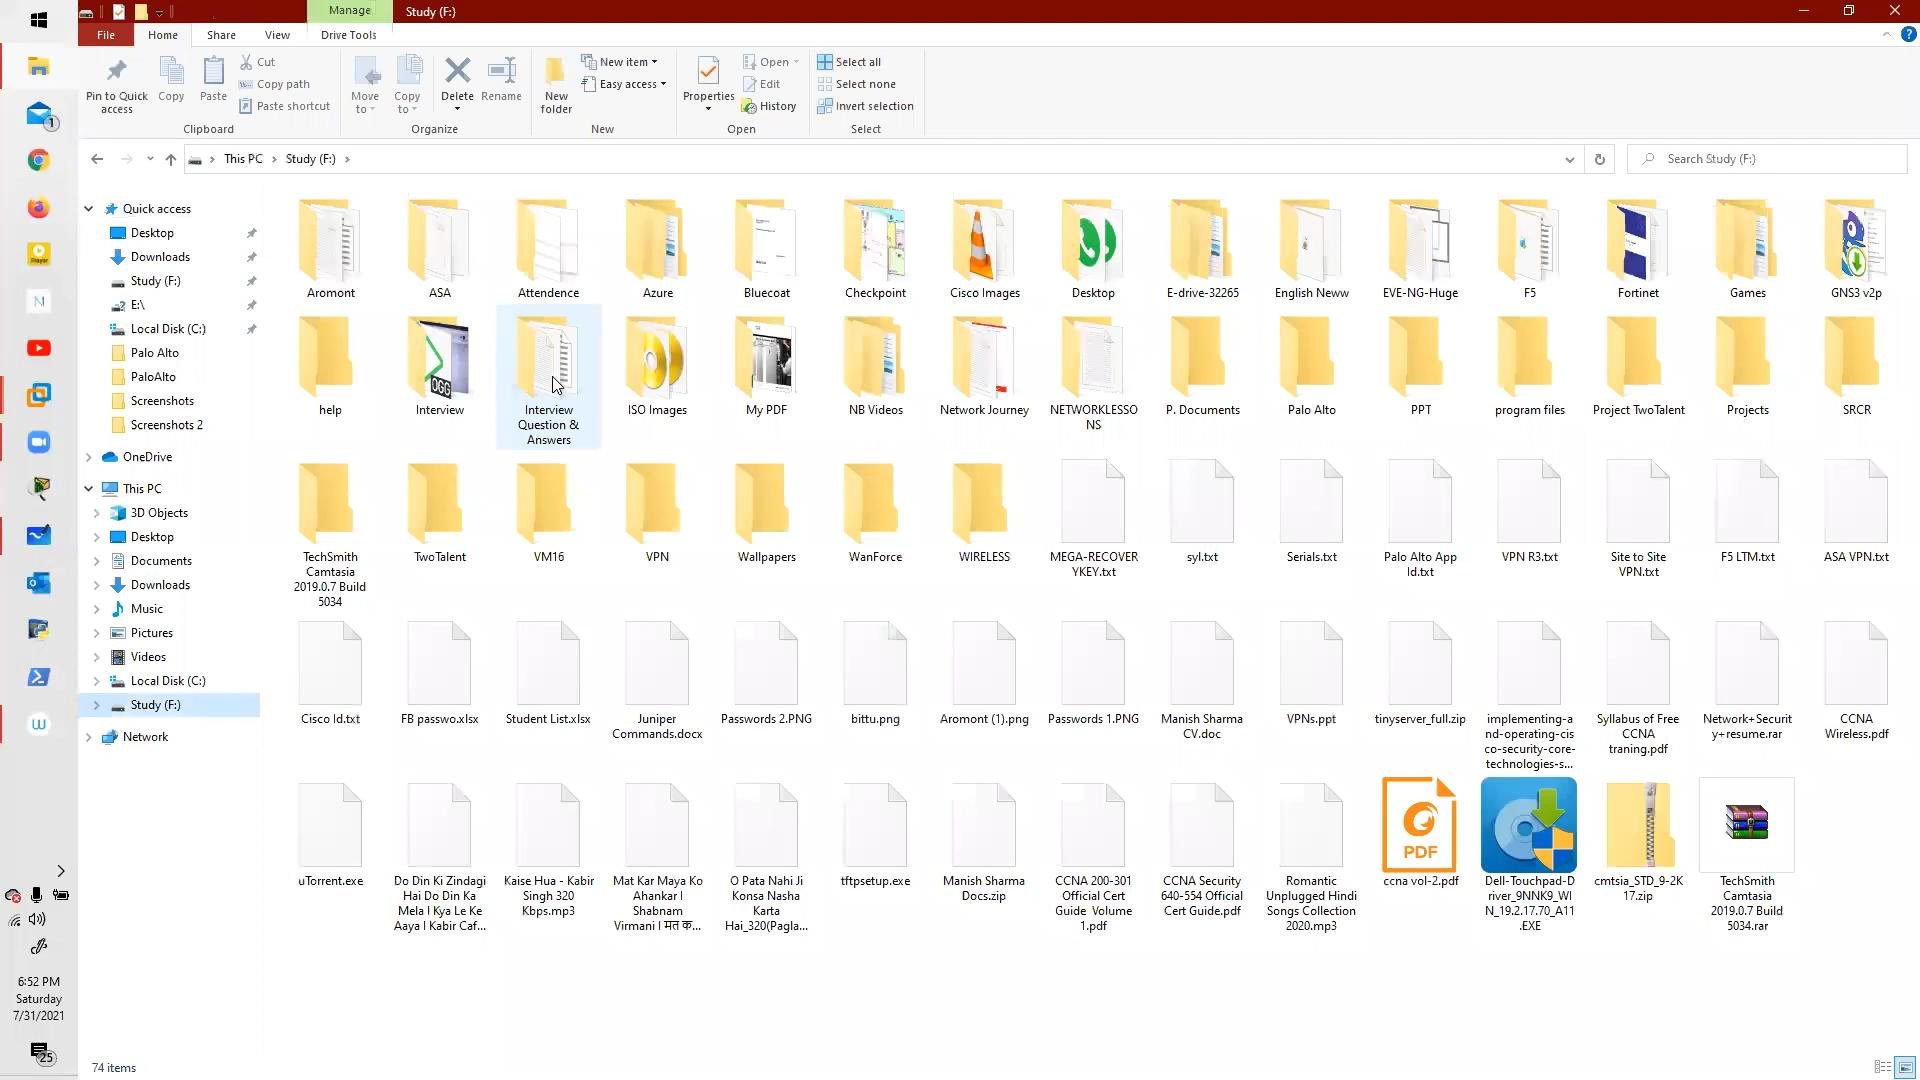 Manage
Study (F:)
File
Home
Share
View
Drive Tools
Pin to Quick
access
Copy
Paste
Cut
Copy path
Paste shortcut
Clipboard
Move
to
Copy
to
Delete
Rename
Organize
New
folder
New item
Easy access
New
Properties
Open
Edit
History
Open
Select all
Select none
Invert selection
Select
This PC
Study (F:)
Search Study (F:)
Quick access
Desktop
Downloads
Study (F:)
E:\
Local Disk (C:)
Palo Alto
PaloAlto
Screenshots
Screenshots 2
OneDrive
This PC
3D Objects
Desktop
Documents
Downloads
Music
Pictures
Videos
Local Disk (C:)
Study (F:)
Network
Aromont
ASA
Attendence
Azure
Bluecoat
Checkpoint
Cisco Images
Desktop
E-drive-32265
English Neww
EVE-NG-Huge
F5
Fortinet
Games
GNS3 v2p
help
OGG
Interview
Interview
Question &
Answers
ISO Images
My PDF
NB Videos
Network Journey
NETWORKLESSO
NS
P. Documents
Palo Alto
PPT
program files
Project TwoTalent
Projects
SRCR
TechSmith
Camtasia
2019.0.7 Build
5034
TwoTalent
VM16
VPN
Wallpapers
WanForce
WIRELESS
MEGA-RECOVER
YKEY.txt
syl.txt
Serials.txt
Palo Alto App
Id.txt
VPN R3.txt
Site to Site
VPN.txt
F5 LTM.txt
ASA VPN.txt
Cisco Id.txt
FB passwo.xlsx
Student List.xlsx
Juniper
Commands.docx
Passwords 2.PNG
bittu.png
Aromont (1).png
Passwords 1.PNG
Manish Sharma
CV.doc
VPNs.ppt
tinyserver_full.zip
implementing-a
nd-operating-cis
co-security-core-
technologies-s...
Syllabus of Free
CCNA
traning.pdf
Network+Securit
y+resume.rar
CCNA
Wireless.pdf
uTorrent.exe
Do Din Ki Zindagi
Hai Do Din Ka
Mela l Kya Le Ke
Aaya l Kabir Caf...
Kaise Hua - Kabir
Singh 320
Kbps.mp3
Mat Kar Maya Ko
Ahankar l
Shabnam
Virmani l मत क...
O Pata Nahi Ji
Konsa Nasha
Karta
Hai_320(Pagla...
tftpsetup.exe
Manish Sharma
Docs.zip
CCNA 200-301
Official Cert
Guide Volume
1.pdf
CCNA Security
640-554 Official
Cert Guide.pdf
Romantic
Unplugged Hindi
Songs Collection
2020.mp3
PDF
ccna vol-2.pdf
Dell-Touchpad-D
river_9NNK9_WI
N_19.2.17.70_A11
.EXE
cmtsia_STD_9-2K
17.zip
TechSmith
Camtasia
2019.0.7 Build
5034.rar
6:52 PM
Saturday
7/31/2021
25
74 items